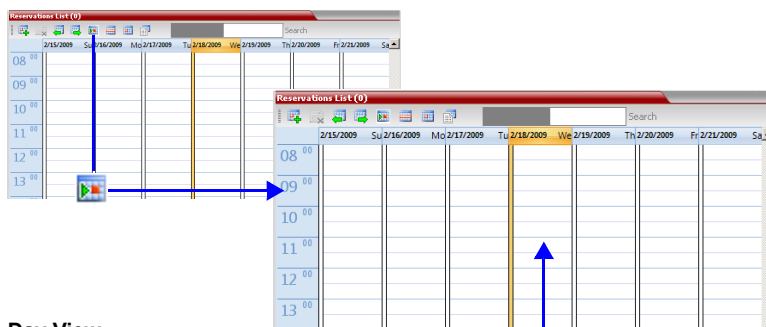 Reservations List (0)
Search
2/15/2009 Su 2/16/2009 Mo 2/17/2009 Tu 2/18/2009 We 2/19/2009 Th 2/20/2009 Fr 2/21/2009 Sa
08 00
09 00
10 00
11 00
12 00
13 00
Reservations List (0)
Search
2/15/2009 Su 2/16/2009 Mo 2/17/2009 Tu 2/18/2009 We 2/19/2009 Th 2/20/2009 Fr 2/21/2009 Sa
08 00
09 00
10 00
11 00
12 00
13 00
Day View